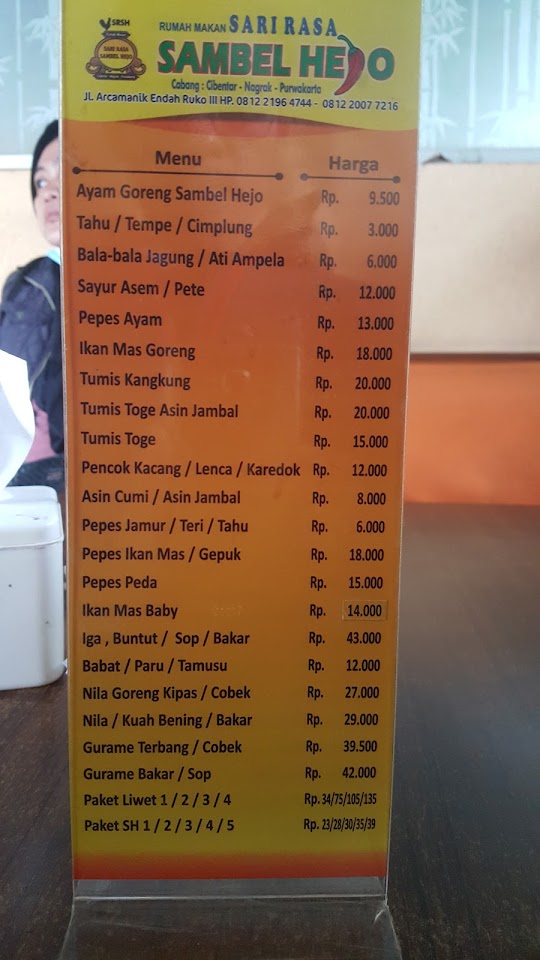 SRSH
SARI RASA
SAMBEL HEJO
RUMAH MAKAN SARI RASA
SAMBEL HEJO
Cabang : Cibentar - Nagrak - Purwakarta
Jl. Arcamanik Endah Ruko III HP. 0812 2196 4744 - 0812 2007 7216
Menu Harga
Ayam Goreng Sambel Hejo Rp. 9.500
Tahu / Tempe / Cimplung Rp. 3.000
Bala-bala Jagung / Ati Ampela Rp. 6.000
Sayur Asem / Pete Rp. 12.000
Pepes Ayam Rp. 13.000
Ikan Mas Goreng Rp. 18.000
Tumis Kangkung Rp. 20.000
Tumis Toge Asin Jambal Rp. 20.000
Tumis Toge Rp. 15.000
Pencok Kacang / Lenca / Karedok Rp. 12.000
Asin Cumi / Asin Jambal Rp. 8.000
Pepes Jamur / Teri / Tahu Rp. 6.000
Pepes Ikan Mas / Gepuk Rp. 18.000
Pepes Peda Rp. 15.000
Ikan Mas Baby Rp. 14.000
Iga , Buntut / Sop / Bakar Rp. 43.000
Babat / Paru / Tamusu Rp. 12.000
Nila Goreng Kipas / Cobek Rp. 27.000
Nila / Kuah Bening / Bakar Rp. 29.000
Gurame Terbang / Cobek Rp. 39.500
Gurame Bakar / Sop Rp. 42.000
Paket Liwet 1 / 2 / 3 / 4 Rp. 34/75/105/135
Paket SH 1 / 2 / 3 / 4 / 5 Rp. 23/28/30/35/39